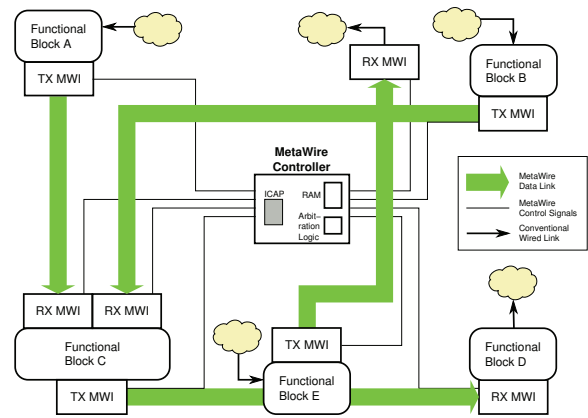 Functional
Block A
TX MWI
RX MWI
Functional
Block B
TX MWI
MetaWire
Controller
ICAP
RAM
Arbit-
ration
Logic
MetaWire
Data Link
MetaWire
Control Signals
Conventional
Wired Link
RX MWI
RX MWI
Functional
Block C
TX MWI
TX MWI
Functional
Block E
Functional
Block D
RX MWI